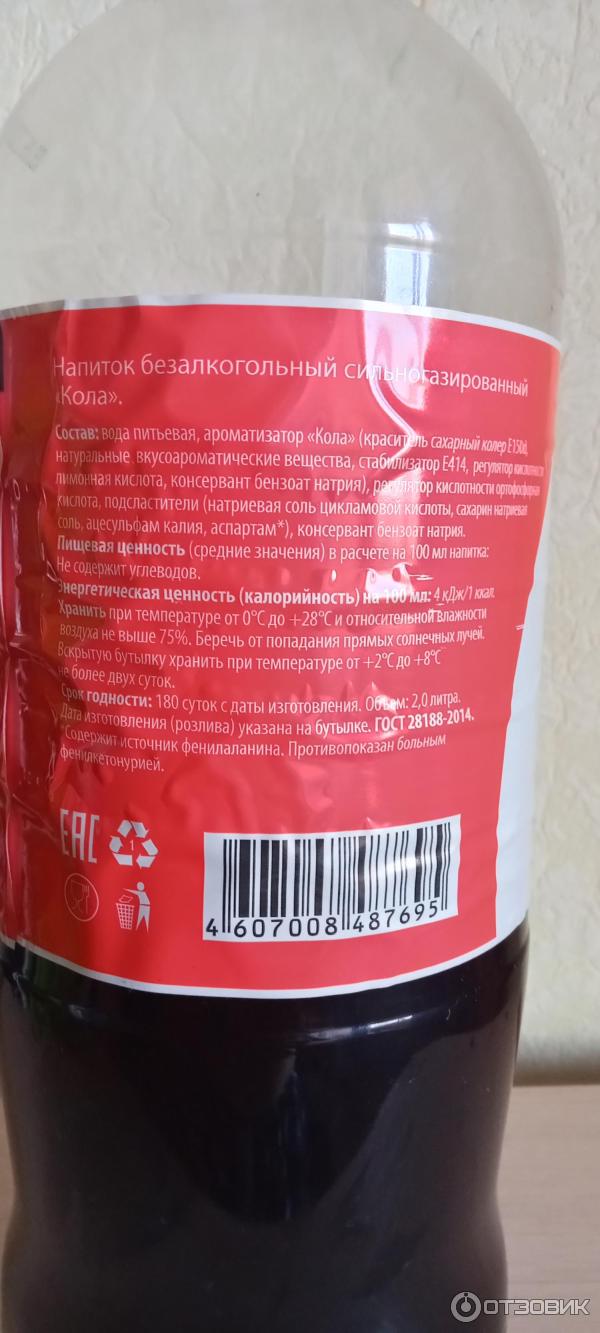 Напиток безалкогольный сильногазированный
«Кола».
Состав: вода питьевая, ароматизатор «Кола» (краситель сахарный колер Е150d,
натуральные вкусоароматические вещества, стабилизатор Е414, регулятор кислотности
лимонная кислота, консервант бензоат натрия), регулятор кислотности ортофосфорная
кислота, подсластители (натриевая соль цикламовой кислоты, сахарин натриевая
соль, ацесульфам калия, аспартам*), консервант бензоат натрия.
Пищевая ценность (средние значения) в расчете на 100 мл напитка:
Не содержит углеводов.
Энергетическая ценность (калорийность) на 100 мл: 4 кДж/1 ккал.
Хранить при температуре от 0°С до +28°С и относительной влажности
воздуха не выше 75%. Беречь от попадания прямых солнечных лучей.
Вскрытую бутылку хранить при температуре от +2°С до +8°С
не более двух суток.
Срок годности: 180 суток с даты изготовления. Объем: 2,0 литра.
Дата изготовления (розлива) указана на бутылке. ГОСТ 28188-2014.
*Содержит источник фенилаланина. Противопоказан больным
фенилкетонурией.
ЕАС
1
4 607008 487695
ОТЗОВИК